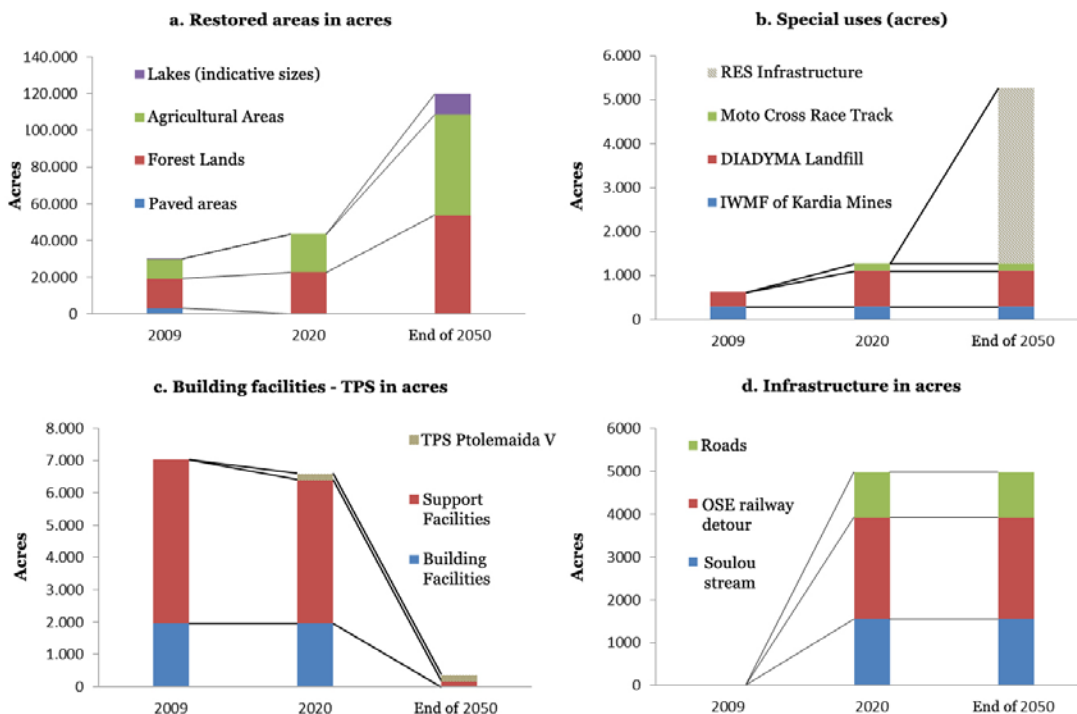 a. Restored areas in acres
140.000
120.000
100.000
80.000
60.000
40.000
20.000
0
Acres
Lakes (indicative sizes)
Agricultural Areas
Forest Lands
Paved areas
2009
2020
End of 2050
b. Special uses (acres)
6.000
5.000
4.000
3.000
2.000
1.000
0
Acres
RES Infrastructure
Moto Cross Race Track
DIADYMA Landfill
IWMF of Kardia Mines
2009
2020
End of 2050
c. Building facilities - TPS in acres
8.000
7.000
6.000
5.000
4.000
3.000
2.000
1.000
0
Acres
TPS Ptolemaida V
Support
Facilities
Building
Facilities
2009
2020
End of 2050
d. Infrastructure in acres
6000
5000
4000
3000
2000
1000
0
Acres
Roads
OSE railway
detour
Soulou
stream
2009
2020
End of 2050